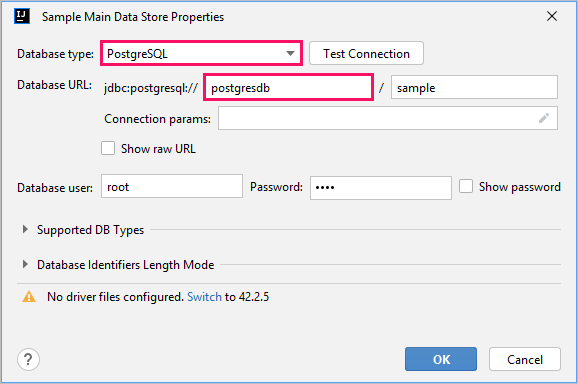 IJ Sample Main Data Store Properties
Database type: PostgreSQL Test Connection
Database URL: jdbc:postgresql:// postgresdb / sample
Connection params:
Show raw URL
Database user: root Password: •••• Show password
Supported DB Types
Database Identifiers Length Mode
No driver files configured. Switch to 42.2.5
? OK Cancel